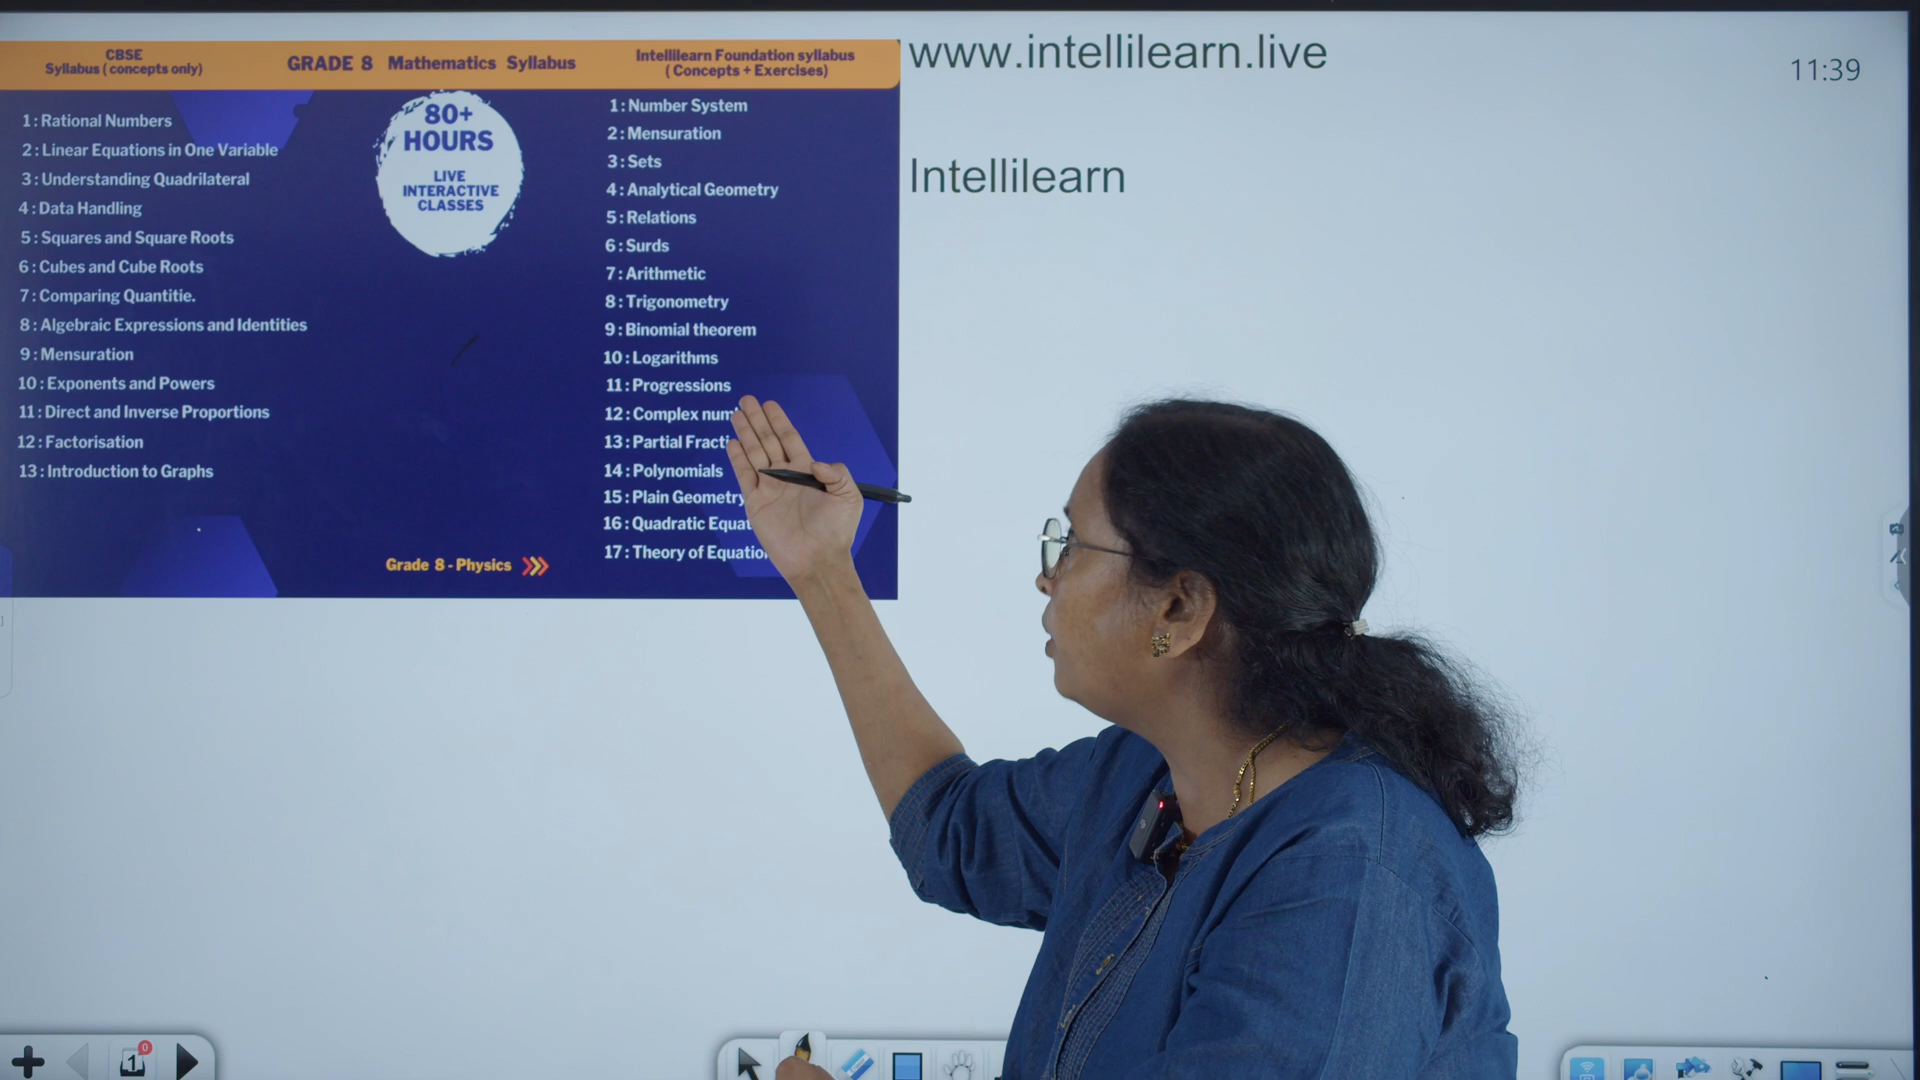 CBSE
Syllabus ( concepts only)
GRADE 8 Mathematics Syllabus
Intellilearn Foundation syllabus
( Concepts + Exercises)
1 : Rational Numbers
2 : Linear Equations in One Variable
3 : Understanding Quadrilateral
4 : Data Handling
5 : Squares and Square Roots
6 : Cubes and Cube Roots
7 : Comparing Quantitie.
8 : Algebraic Expressions and Identities
9 : Mensuration
10 : Exponents and Powers
11 : Direct and Inverse Proportions
12 : Factorisation
13 : Introduction to Graphs
80+
HOURS
LIVE
INTERACTIVE
CLASSES
Grade 8 - Physics
1 : Number System
2 : Mensuration
3 : Sets
4 : Analytical Geometry
5 : Relations
6 : Surds
7 : Arithmetic
8 : Trigonometry
9 : Binomial theorem
10 : Logarithms
11 : Progressions
12 : Complex
13 : Partial
14 : Polynomials
15 : Plain Geometry
16 : Quadratic
17 : Theory of
www.intellilearn.live
Intellilearn
11:39
1
0